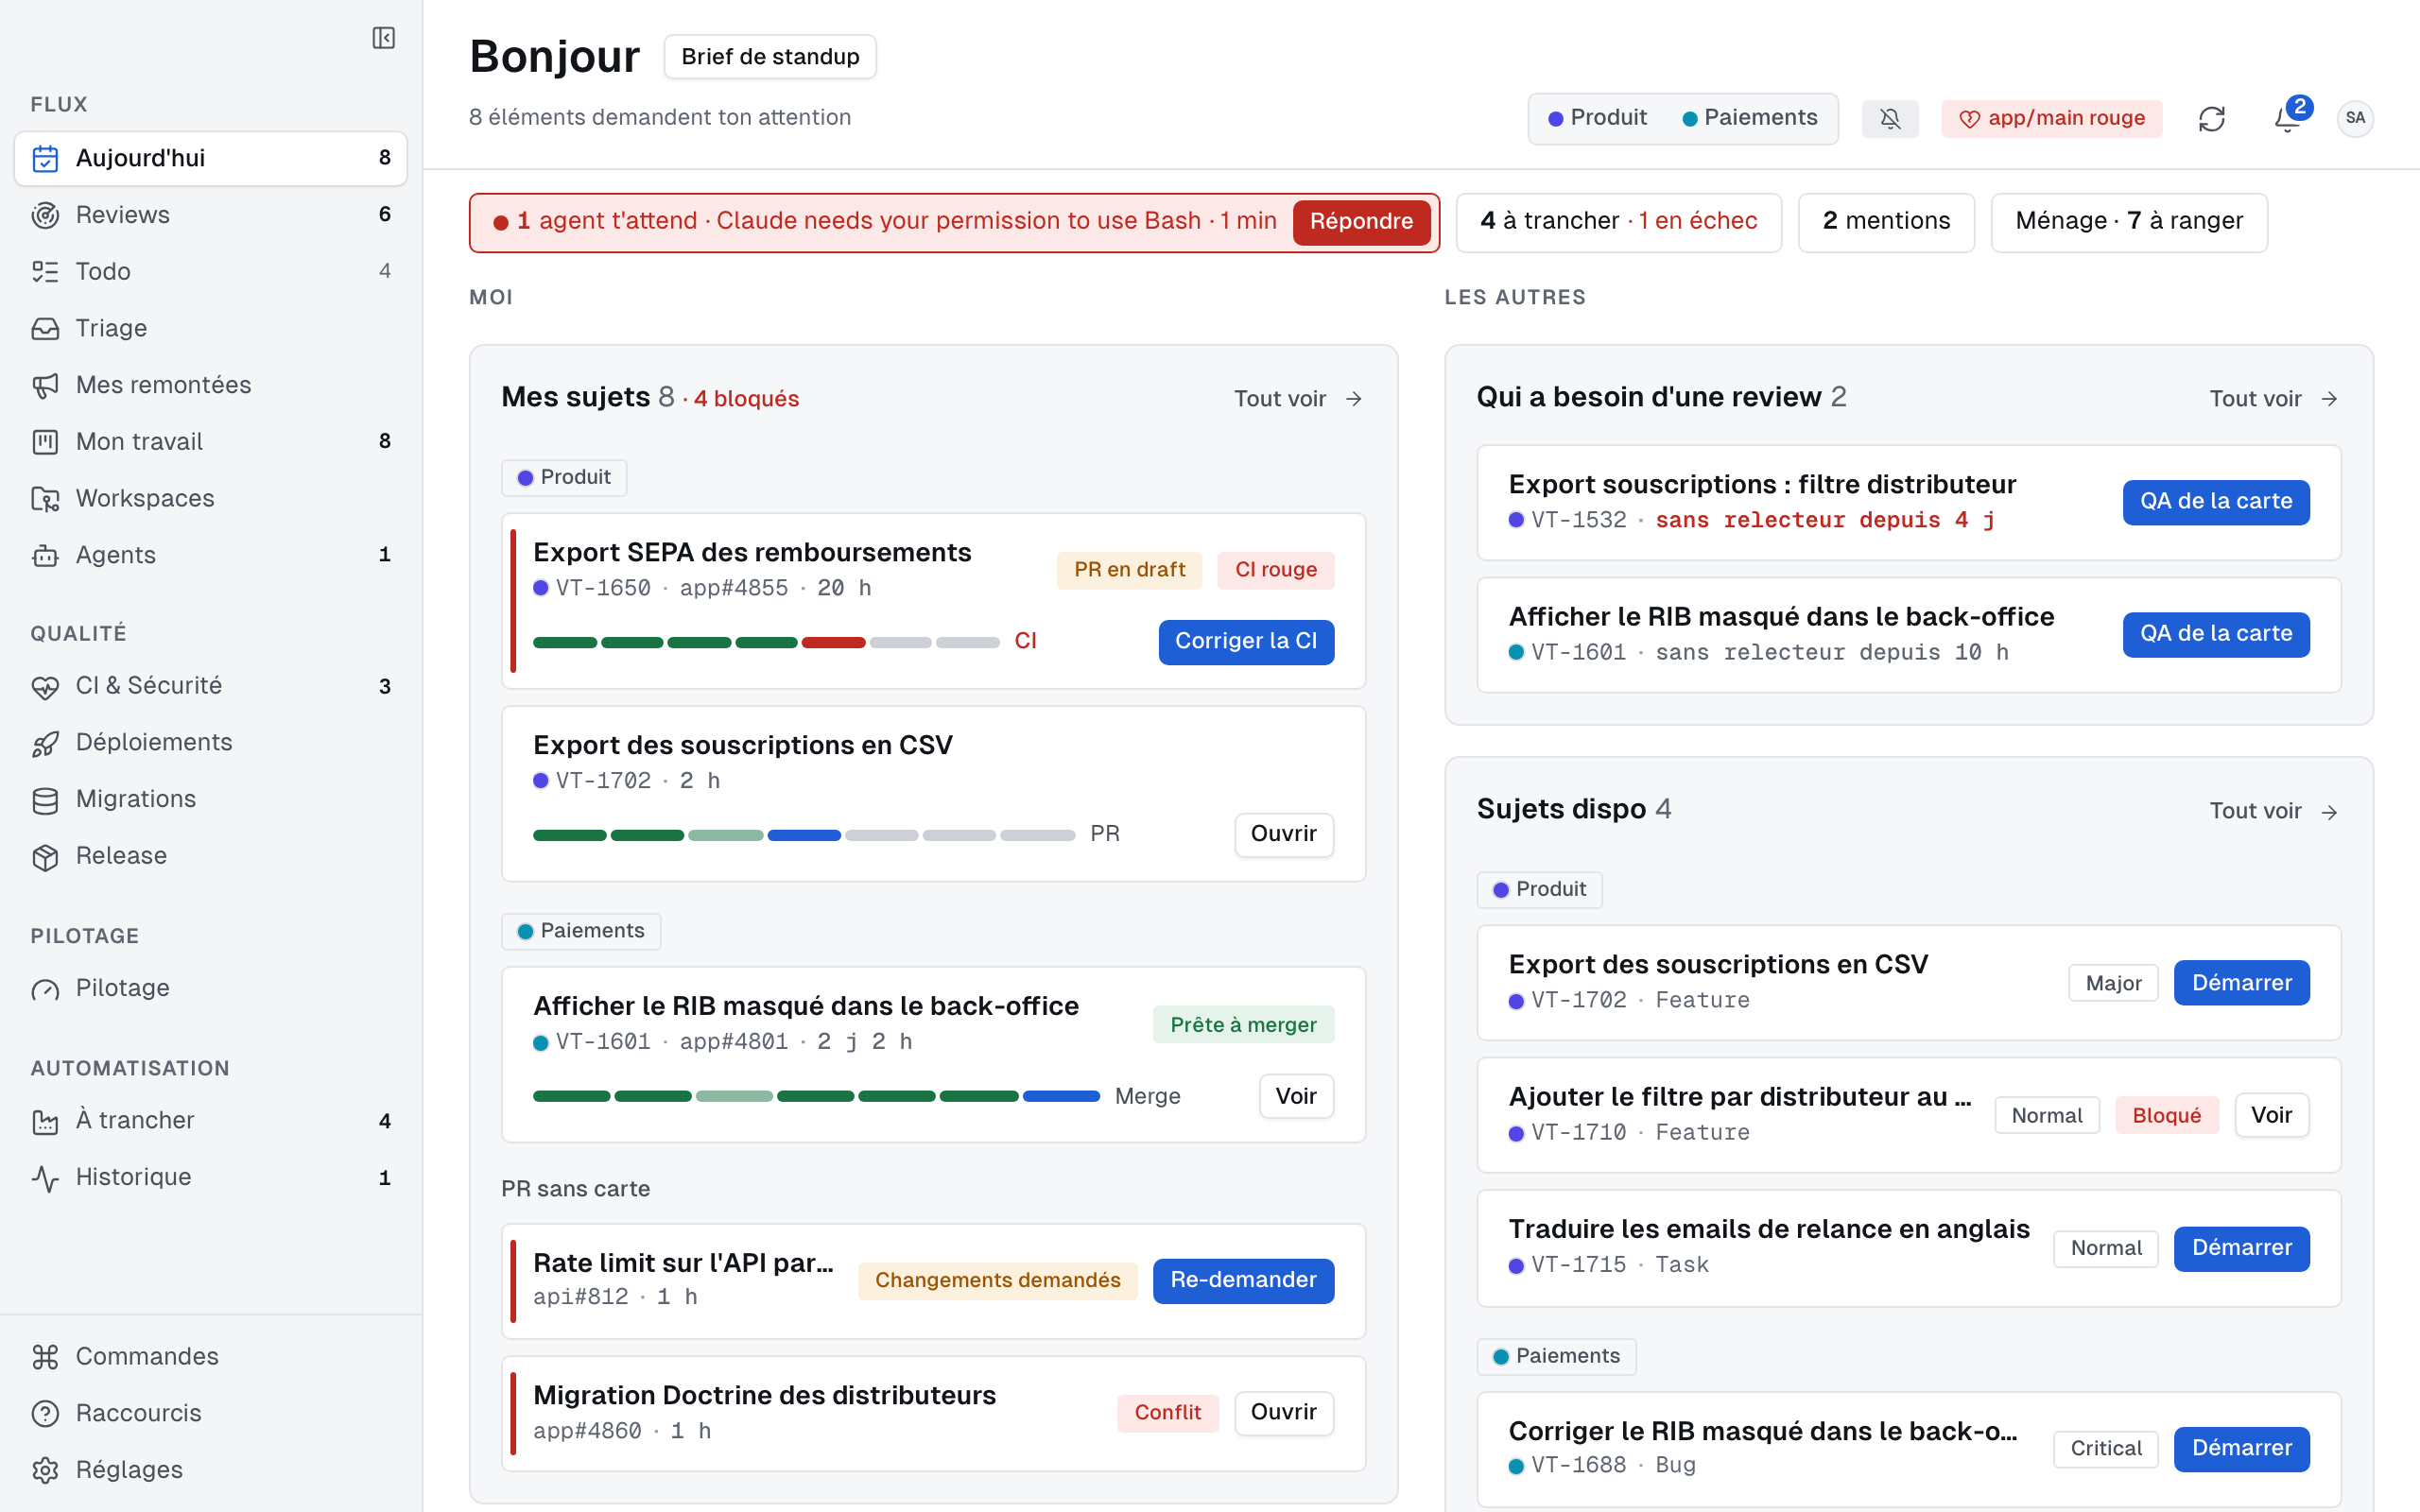 FLUX
Aujourd'hui 8
Reviews 6
Todo 4
Triage
Mes remontées
Mon travail 8
Workspaces
Agents 1
QUALITÉ
CI & Sécurité 3
Déploiements
Migrations
Release
PILOTAGE
Pilotage
AUTOMATISATION
À trancher 4
Historique 1
Commandes
Raccourcis
Réglages
Bonjour Brief de standup
8 éléments demandent ton attention
Produit Paiements app/main rouge 2 SA
1 agent t'attend · Claude needs your permission to use Bash · 1 min Répondre
4 à trancher · 1 en échec
2 mentions
Ménage · 7 à ranger
MOI
Mes sujets 8 · 4 bloqués Tout voir →
Produit
Export SEPA des remboursements
VT-1650 · app#4855 · 20 h
PR en draft CI rouge
CI Corriger la CI
Export des souscriptions en CSV
VT-1702 · 2 h
PR Ouvrir
Paiements
Afficher le RIB masqué dans le back-office
VT-1601 · app#4801 · 2 j 2 h
Prête à merger
Merge Voir
PR sans carte
Rate limit sur l'API par…
api#812 · 1 h
Changements demandés Re-demander
Migration Doctrine des distributeurs
app#4860 · 1 h
Conflit Ouvrir
LES AUTRES
Qui a besoin d'une review 2 Tout voir →
Export souscriptions : filtre distributeur
VT-1532 · sans relecteur depuis 4 j
QA de la carte
Afficher le RIB masqué dans le back-office
VT-1601 · sans relecteur depuis 10 h
QA de la carte
Sujets dispo 4 Tout voir →
Produit
Export des souscriptions en CSV
VT-1702 · Feature
Major Démarrer
Ajouter le filtre par distributeur au …
VT-1710 · Feature
Normal Bloqué Voir
Traduire les emails de relance en anglais
VT-1715 · Task
Normal Démarrer
Paiements
Corriger le RIB masqué dans le back-o…
VT-1688 · Bug
Critical Démarrer